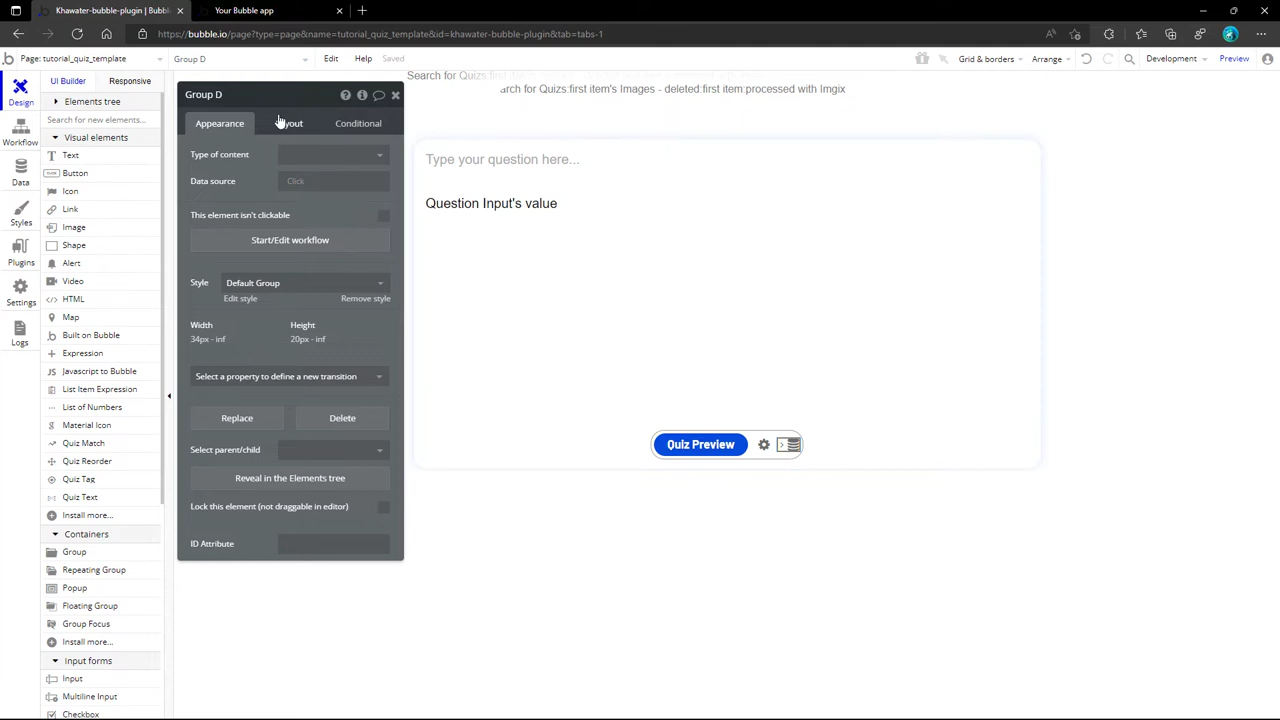 Khawater-bubble-plugin | Bubbl
Your Bubble app
https://bubble.io/page?type=page&name=tutorial_quiz_template&id=khawater-bubble-plugin&tab=tabs-1
Page: tutorial_quiz_template
Group D
Edit
Help
Saved
Grid & borders
Arrange
Development
Preview
Design
Workflow
Data
Styles
Plugins
Settings
Logs
UI Builder
Responsive
Elements tree
Search for new elements...
Visual elements
Text
Button
Icon
Link
Image
Shape
Alert
Video
HTML
Map
Built on Bubble
Expression
Javascript to Bubble
List Item Expression
List of Numbers
Material Icon
Quiz Match
Quiz Reorder
Quiz Tag
Quiz Text
Install more...
Containers
Group
Repeating Group
Popup
Floating Group
Group Focus
Install more...
Input forms
Input
Multiline Input
Checkbox
Group D
Appearance
Conditional
Type of content
Data source
Click
This element isn't clickable
Start/Edit workflow
Style
Default Group
Edit style
Remove style
Width
Height
34px - inf
20px - inf
Select a property to define a new transition
Replace
Delete
Select parent/child
Reveal in the Elements tree
Lock this element (not draggable in editor)
ID Attribute
Search for Quizs:first
for Quizs:first item's Images - deleted:first item:processed with Imgix
Type your question here...
Question Input's value
Quiz Preview